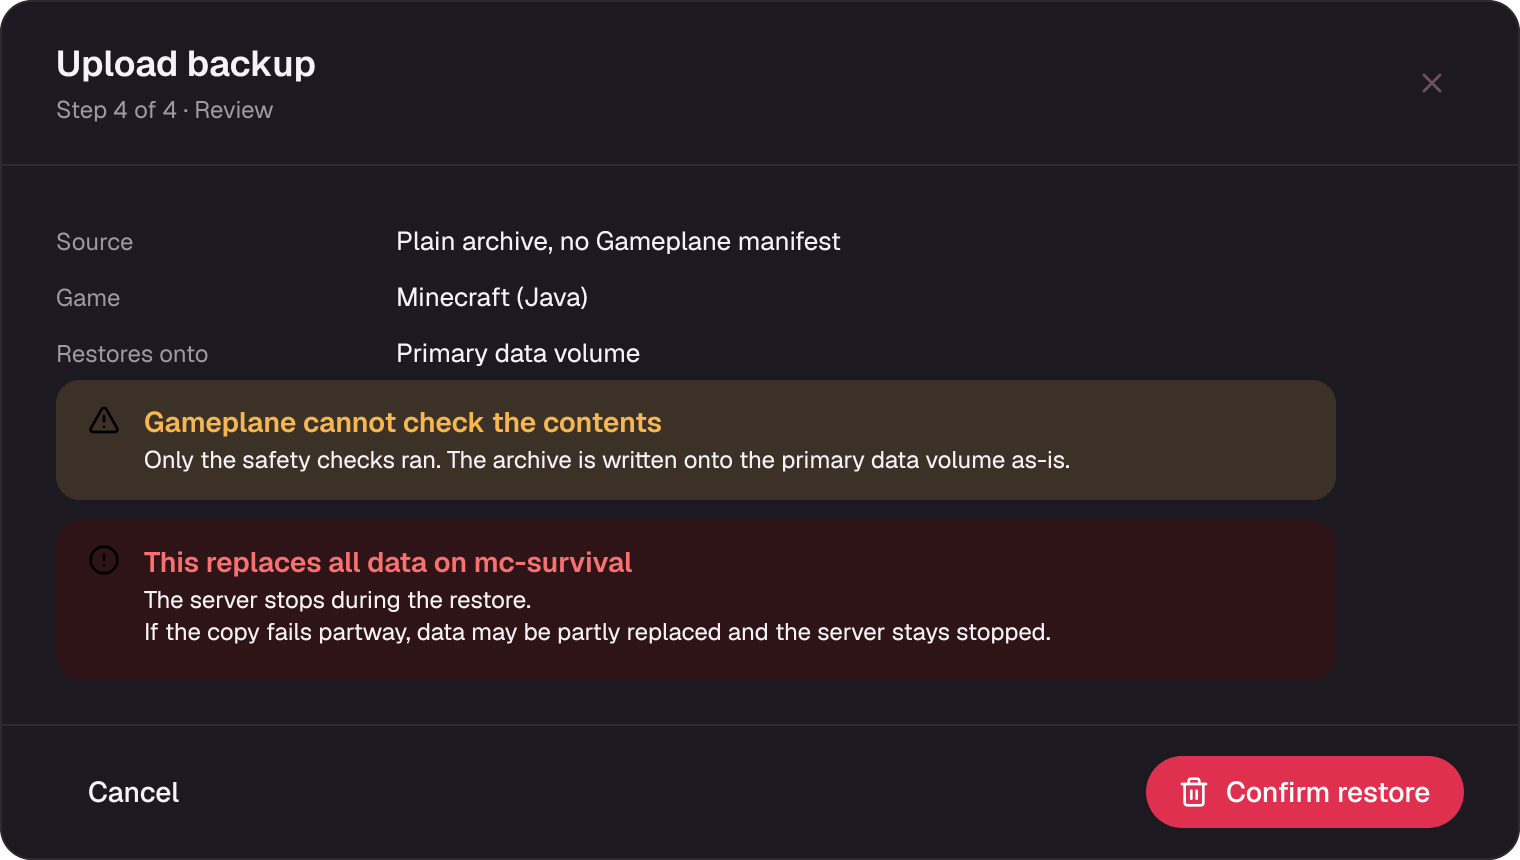 Upload backup
Step 4 of 4 · Review
Source Plain archive, no Gameplane manifest
Game Minecraft (Java)
Restores onto Primary data volume
Gameplane cannot check the contents
Only the safety checks ran. The archive is written onto the primary data volume as-is.
This replaces all data on mc-survival
The server stops during the restore.
If the copy fails partway, data may be partly replaced and the server stays stopped.
Cancel Confirm restore